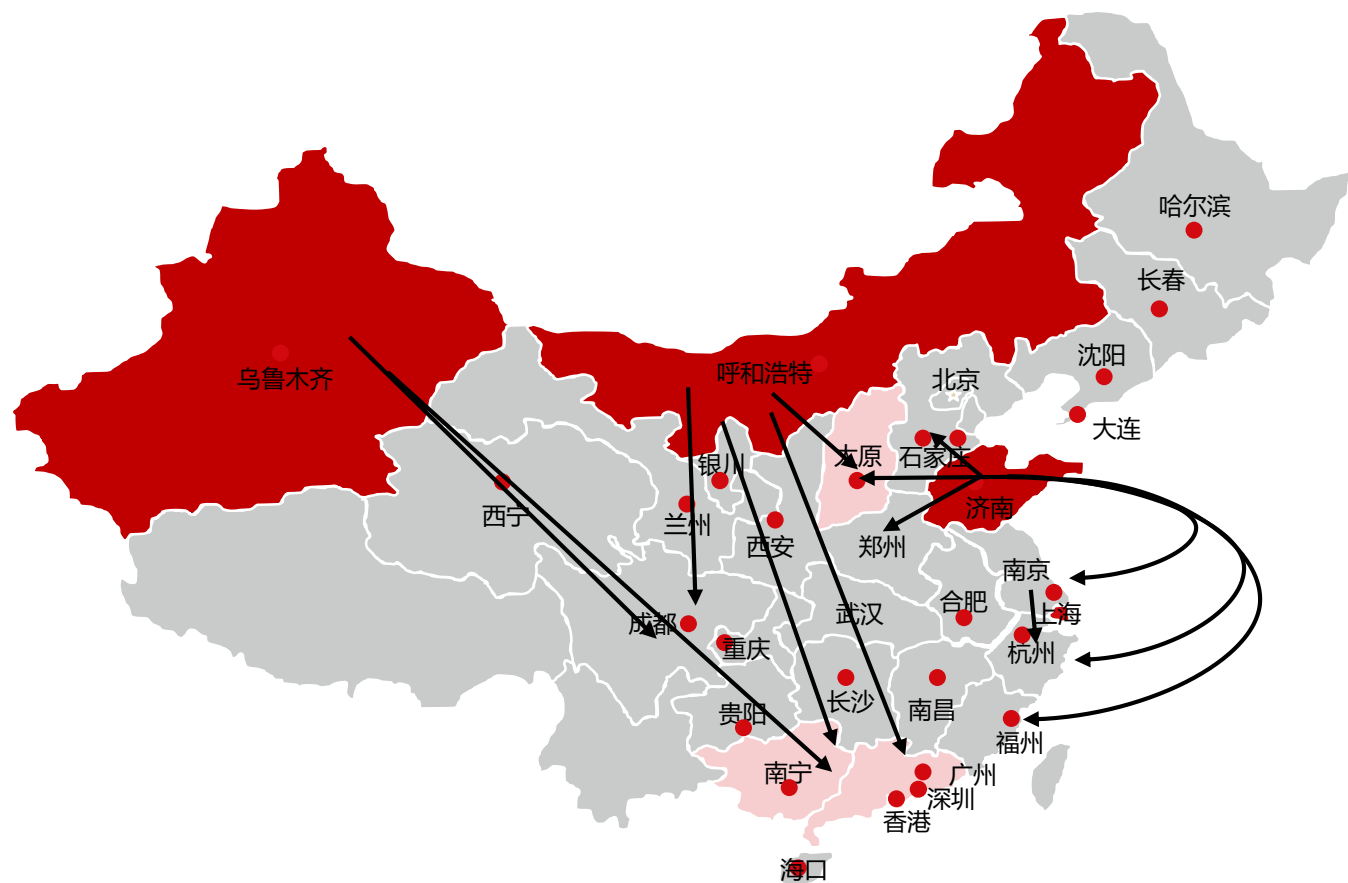 哈尔滨
长春
沈阳
乌鲁木齐
呼和浩特
北京
大连
太原
石家庄
银川
济南
西宁
兰州
西安
郑州
南京
合肥
武汉
上海
成都
重庆
杭州
长沙
南昌
贵阳
福州
南宁
广州
深圳
香港
海口